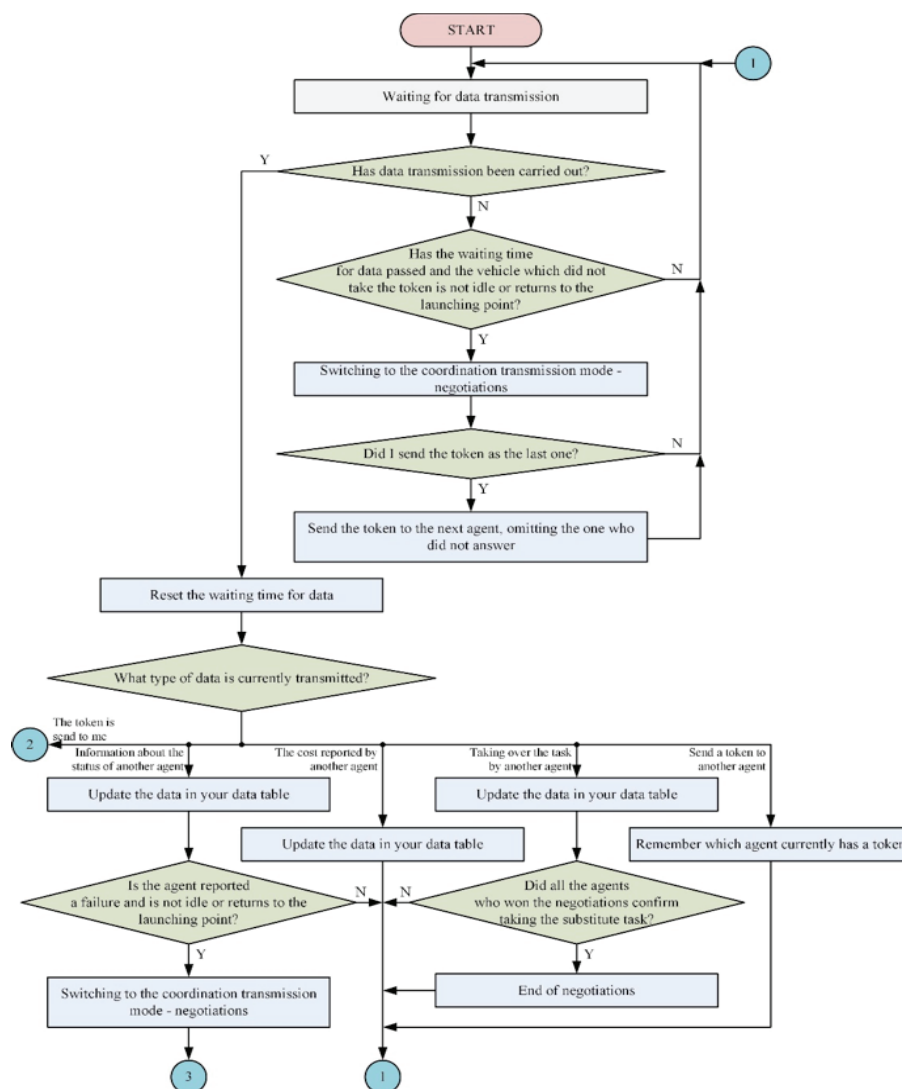 START
1
Waiting for data transmission
Y
Has data transmission been carried out?
N
Has the waiting time
for data passed and the vehicle which did not
take the token is not idle or returns to the
launching point?
N
Y
Switching to the coordination transmission mode -
negotiations
N
Did I send the token as the last one?
Y
Send the token to the next agent, omitting the one who
did not answer
Reset the waiting time for data
What type of data is currently transmitted?
2
The token is
send to me
Information about the
status of another agent
The cost reported by
another agent
Taking over the task
by another agent
Send a token to
another agent
Update the data in your data table
Update the data in your data table
Update the data in your data table
Remember which agent currently has a token
Is the agent reported
a failure and is not idle or returns to the
launching point?
N
N
Did all the agents
who won the negotiations confirm
taking the substitute task?
Y
Y
Switching to the coordination transmission
mode - negotiations
End of negotiations
3
1